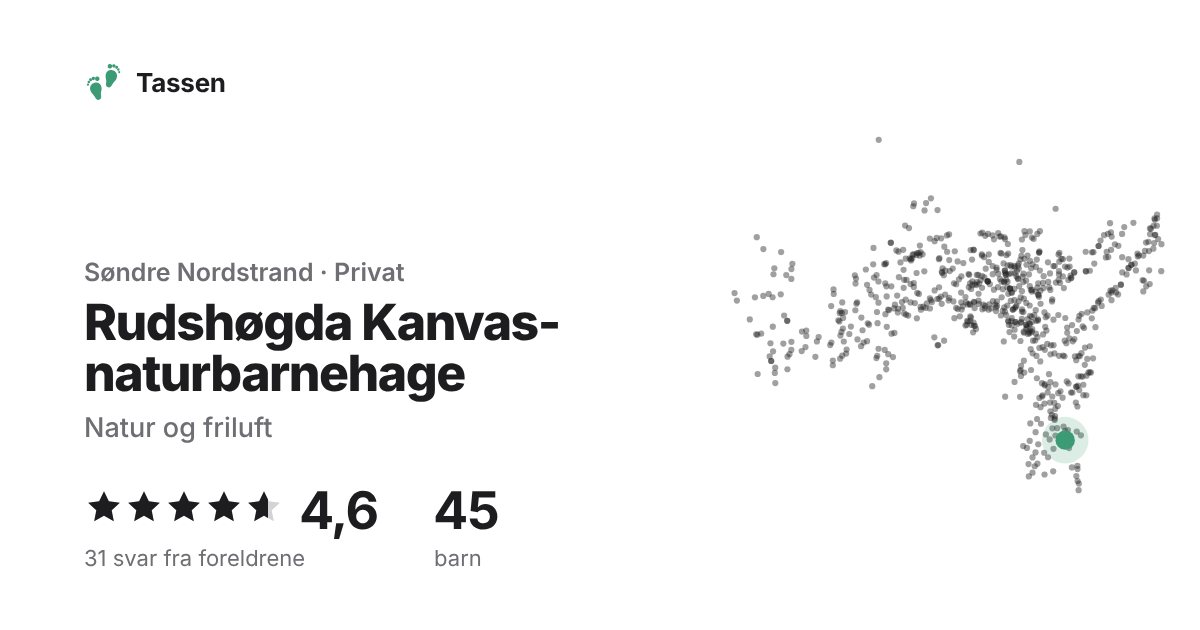 Tassen
Søndre Nordstrand · Privat
Rudshøgda Kanvas-
naturbarnehage
Natur og friluft
4,6
31 svar fra foreldrene
45
barn